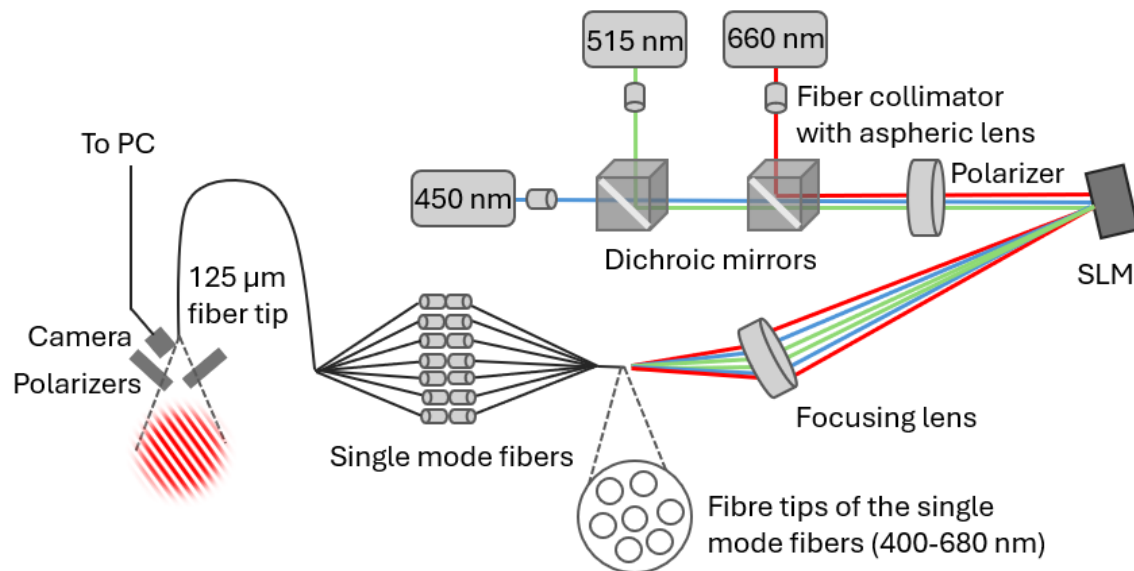 515 nm
660 nm
Fiber collimator
with aspheric lens
To PC
Polarizer
450 nm
Dichroic mirrors
SLM
125 µm
fiber tip
Camera
Polarizers
Focusing lens
Single mode fibers
Fibre tips of the single
mode fibers (400-680 nm)